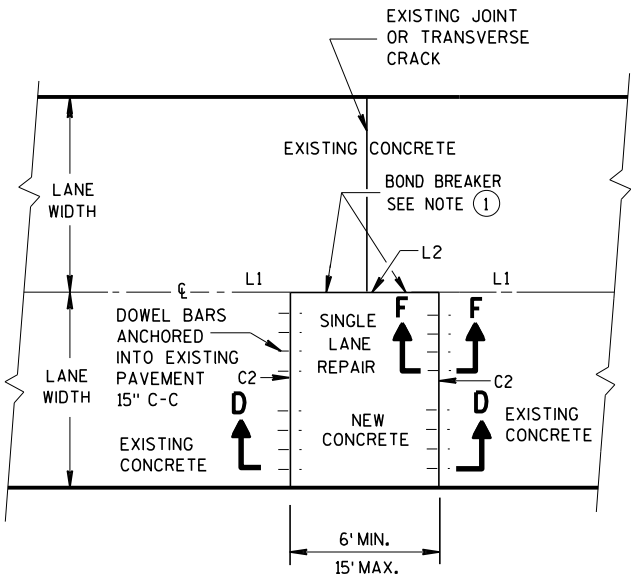 EXISTING JOINT
OR TRANSVERSE
CRACK
EXISTING CONCRETE
LANE
WIDTH
BOND BREAKER
SEE NOTE 1
L2
L1
℄
L1
DOWEL BARS
ANCHORED
INTO EXISTING
PAVEMENT
15" C-C
SINGLE
LANE
REPAIR
F
F
LANE
WIDTH
C2
C2
D
D
NEW
CONCRETE
EXISTING
CONCRETE
EXISTING
CONCRETE
6' MIN.
15' MAX.